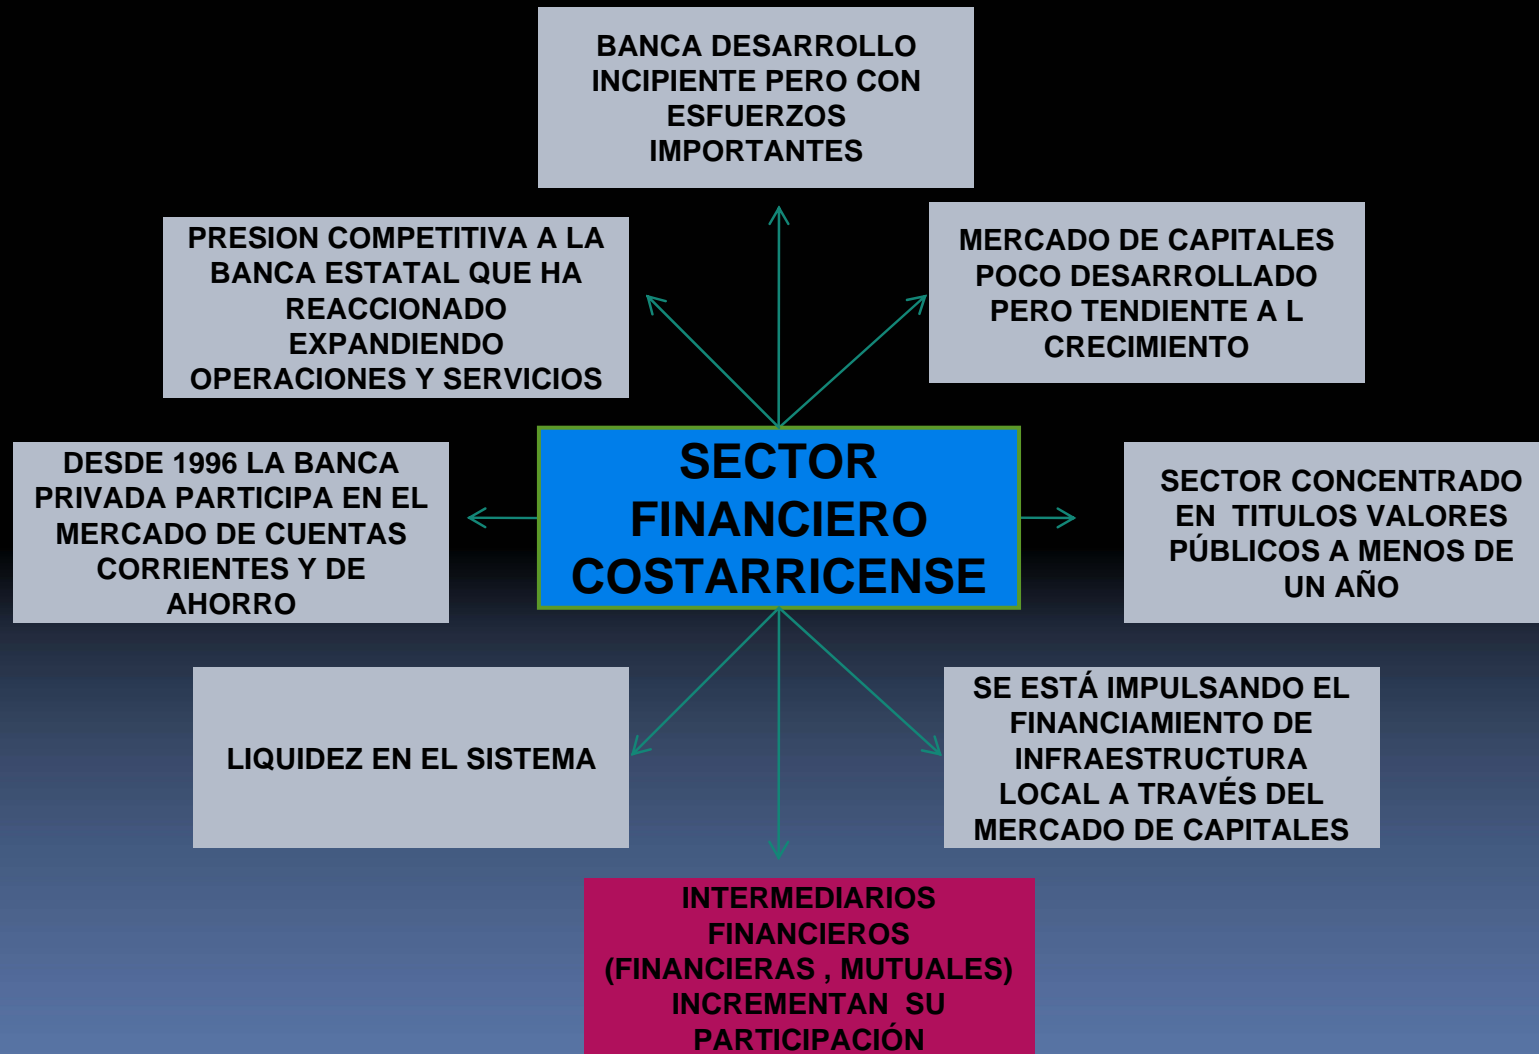 BANCA DESARROLLO
INCIPIENTE PERO CON
ESFUERZOS
IMPORTANTES
PRESION COMPETITIVA A LA
BANCA ESTATAL QUE HA
REACCIONADO
EXPANDIENDO
OPERACIONES Y SERVICIOS
MERCADO DE CAPITALES
POCO DESARROLLADO
PERO TENDIENTE A L
CRECIMIENTO
DESDE 1996 LA BANCA
PRIVADA PARTICIPA EN EL
MERCADO DE CUENTAS
CORRIENTES Y DE
AHORRO
SECTOR
FINANCIERO
COSTARRICENSE
SECTOR CONCENTRADO
EN TITULOS VALORES
PÚBLICOS A MENOS DE
UN AÑO
LIQUIDEZ EN EL SISTEMA
SE ESTÁ IMPULSANDO EL
FINANCIAMIENTO DE
INFRAESTRUCTURA
LOCAL A TRAVÉS DEL
MERCADO DE CAPITALES
INTERMEDIARIOS
FINANCIEROS
(FINANCIERAS , MUTUALES)
INCREMENTAN SU
PARTICIPACIÓN